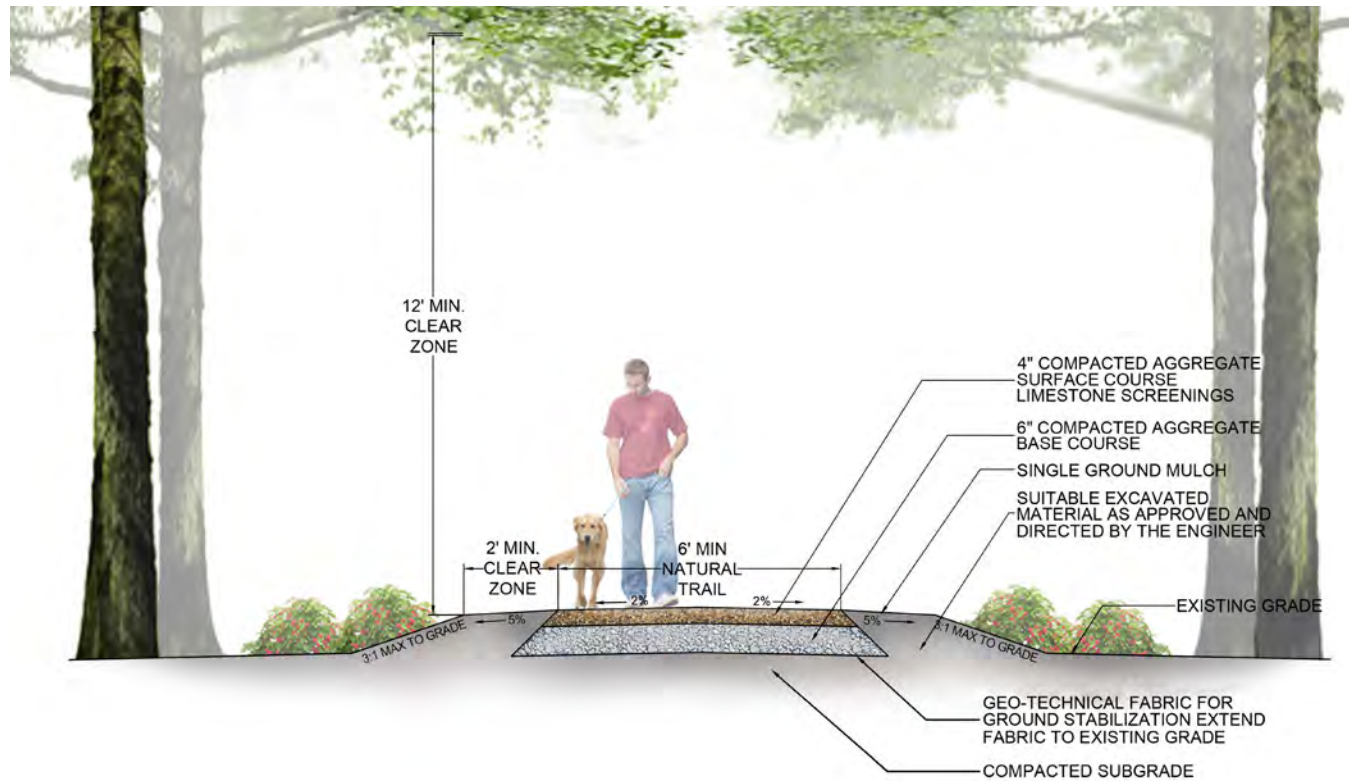 12' MIN.
CLEAR
ZONE
4" COMPACTED AGGREGATE
SURFACE COURSE
LIMESTONE SCREENINGS
6" COMPACTED AGGREGATE
BASE COURSE
SINGLE GROUND MULCH
SUITABLE EXCAVATED
MATERIAL AS APPROVED AND
DIRECTED BY THE ENGINEER
2' MIN.
CLEAR
ZONE
6' MIN
NATURAL
TRAIL
2%
2%
EXISTING GRADE
5%
5%
3:1 MAX TO GRADE
3:1 MAX TO GRADE
GEO-TECHNICAL FABRIC FOR
GROUND STABILIZATION EXTEND
FABRIC TO EXISTING GRADE
COMPACTED SUBGRADE